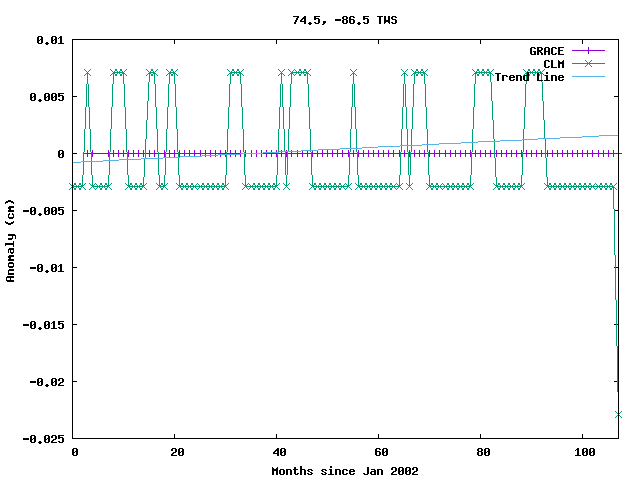 74.5, -86.5 TWS
0.01
GRACE
CLM
Trend Line
0.005
0
-0.005
-0.01
-0.015
-0.02
-0.025
Anomaly (cm)
0 20 40 60 80 100
Months since Jan 2002